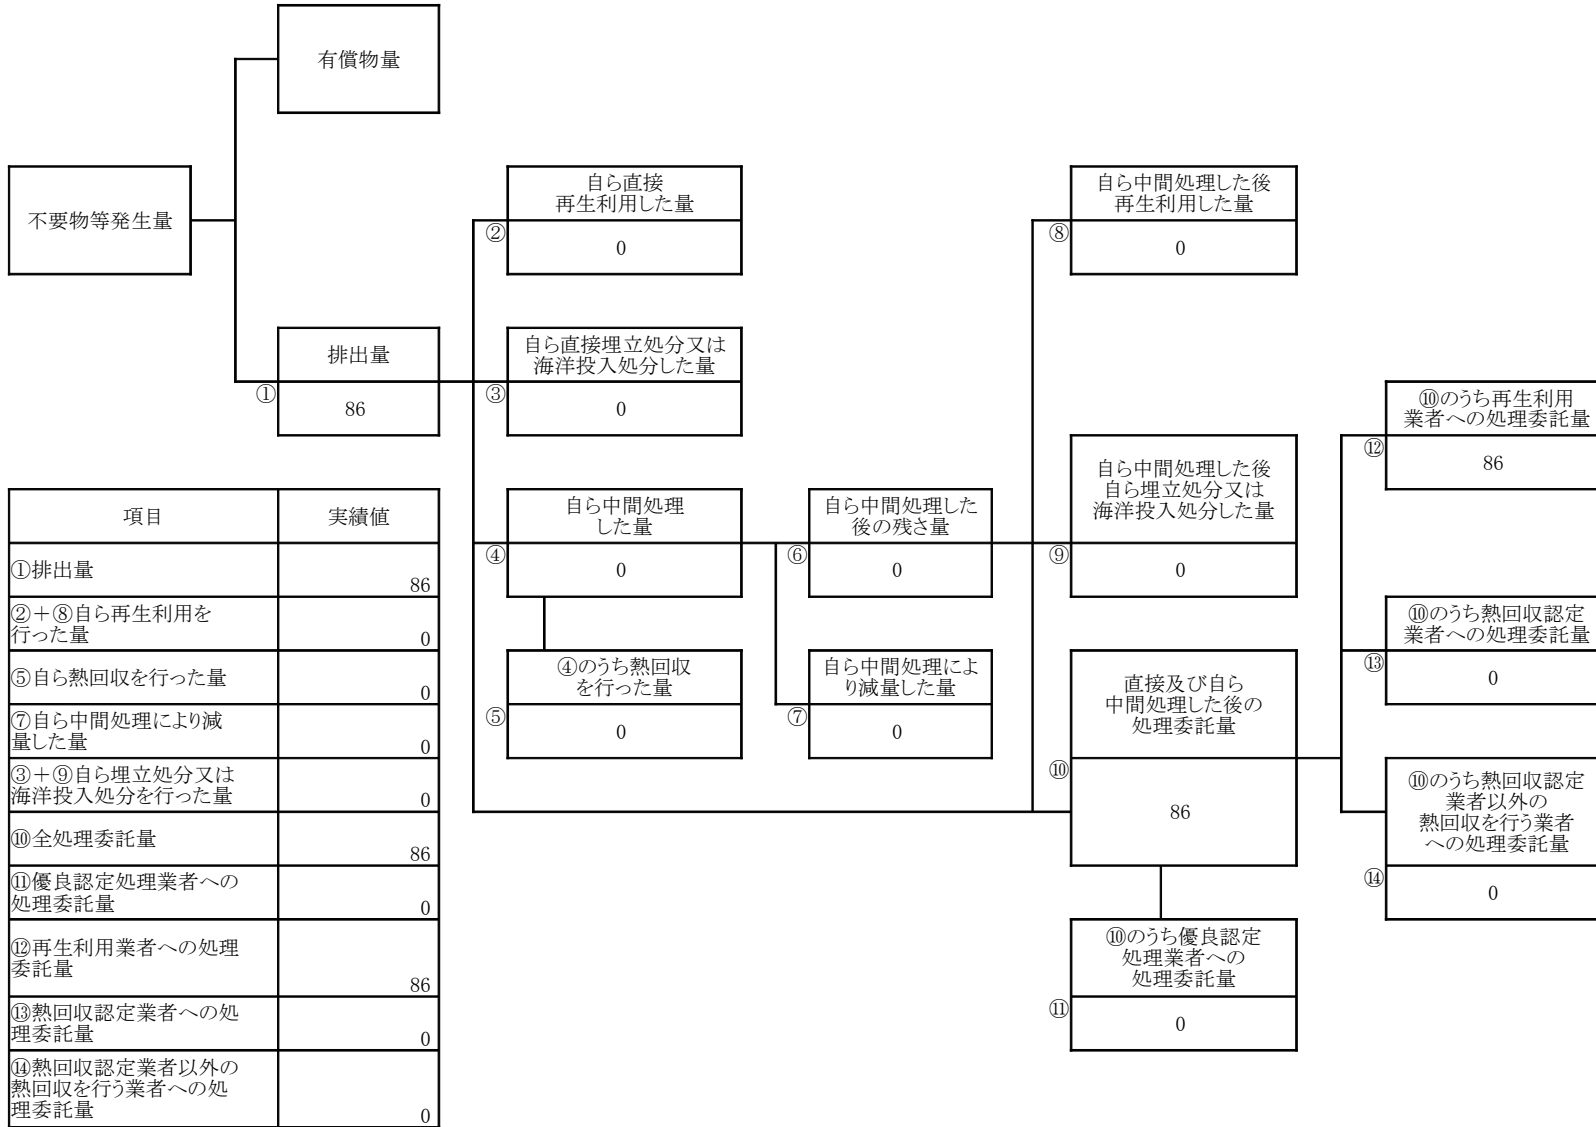 有償物量
不要物等発生量
排出量
①
86
自ら直接
再生利用した量
②
0
自ら直接埋立処分又は
海洋投入処分した量
③
0
自ら中間処理
した量
④
0
④のうち熱回収
を行った量
⑤
0
自ら中間処理した
後の残さ量
⑥
0
自ら中間処理によ
り減量した量
⑦
0
自ら中間処理した後
再生利用した量
⑧
0
自ら中間処理した後
自ら埋立処分又は
海洋投入処分した量
⑨
0
直接及び自ら
中間処理した後の
処理委託量
⑩
86
⑩のうち優良認定
処理業者への
処理委託量
⑪
0
⑩のうち再生利用
業者への処理委託量
⑫
86
⑩のうち熱回収認定
業者への処理委託量
⑬
0
⑩のうち熱回収認定
業者以外の
熱回収を行う業者
への処理委託量
⑭
0
項目 実績値
①排出量 86
②＋⑧自ら再生利用を
行った量 0
⑤自ら熱回収を行った量 0
⑦自ら中間処理により減
量した量 0
③＋⑨自ら埋立処分又は
海洋投入処分を行った量 0
⑩全処理委託量 86
⑪優良認定処理業者への
処理委託量 0
⑫再生利用業者への処理
委託量 86
⑬熱回収認定業者への処
理委託量 0
⑭熱回収認定業者以外の
熱回収を行う業者への処
理委託量 0